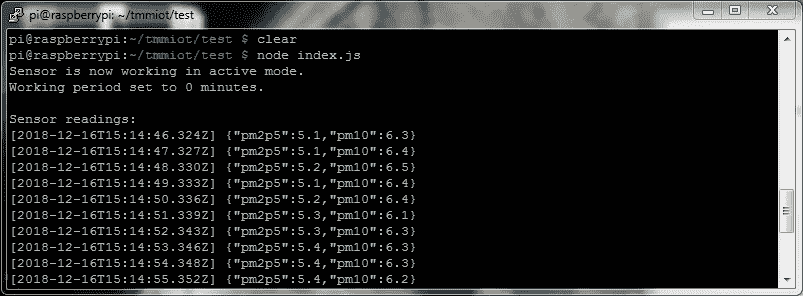 pi@raspberrypi: ~/tmmiot/test
pi@raspberrypi:~/tmmiot/test $ clear
pi@raspberrypi:~/tmmiot/test $ node index.js
Sensor is now working in active mode.
Working period set to 0 minutes.
Sensor readings:
[2018-12-16T15:14:46.324Z] {"pm2p5":5.1,"pm10":6.3}
[2018-12-16T15:14:47.327Z] {"pm2p5":5.1,"pm10":6.4}
[2018-12-16T15:14:48.330Z] {"pm2p5":5.2,"pm10":6.5}
[2018-12-16T15:14:49.333Z] {"pm2p5":5.1,"pm10":6.4}
[2018-12-16T15:14:50.336Z] {"pm2p5":5.2,"pm10":6.4}
[2018-12-16T15:14:51.339Z] {"pm2p5":5.3,"pm10":6.1}
[2018-12-16T15:14:52.343Z] {"pm2p5":5.3,"pm10":6.3}
[2018-12-16T15:14:53.346Z] {"pm2p5":5.4,"pm10":6.3}
[2018-12-16T15:14:54.348Z] {"pm2p5":5.4,"pm10":6.3}
[2018-12-16T15:14:55.352Z] {"pm2p5":5.4,"pm10":6.2}